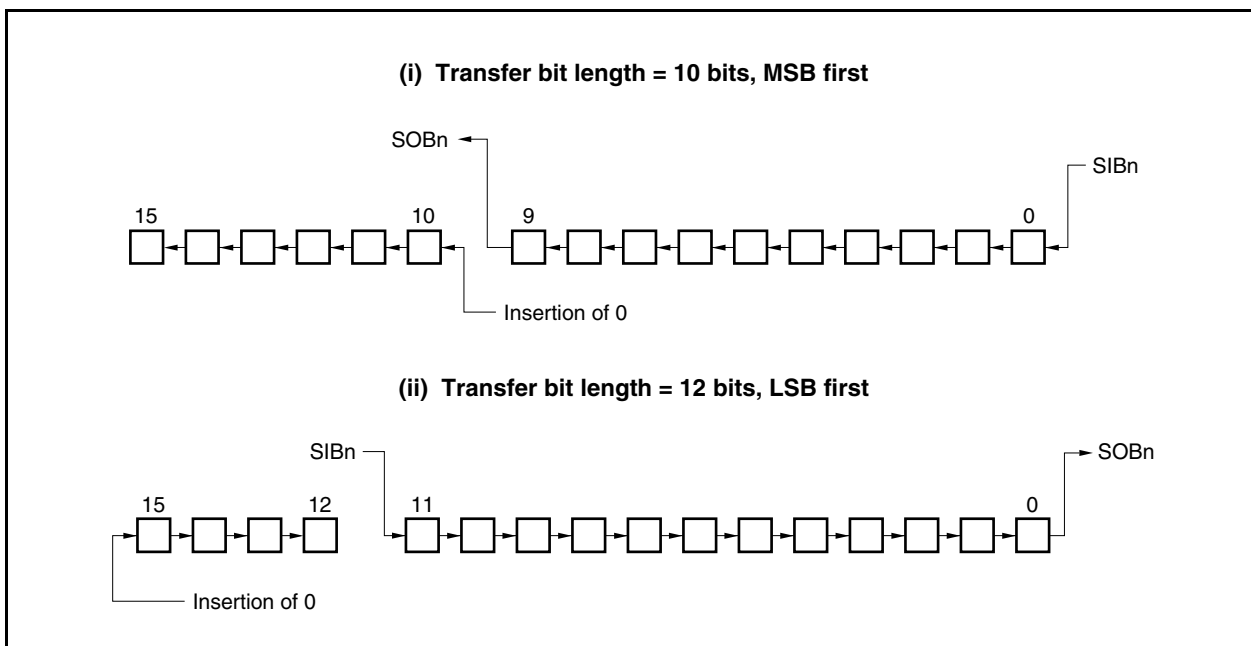 (i) Transfer bit length = 10 bits, MSB first
SOBn
SIBn
15
10
9
0
Insertion of 0
(ii) Transfer bit length = 12 bits, LSB first
SIBn
SOBn
15
12
11
0
Insertion of 0